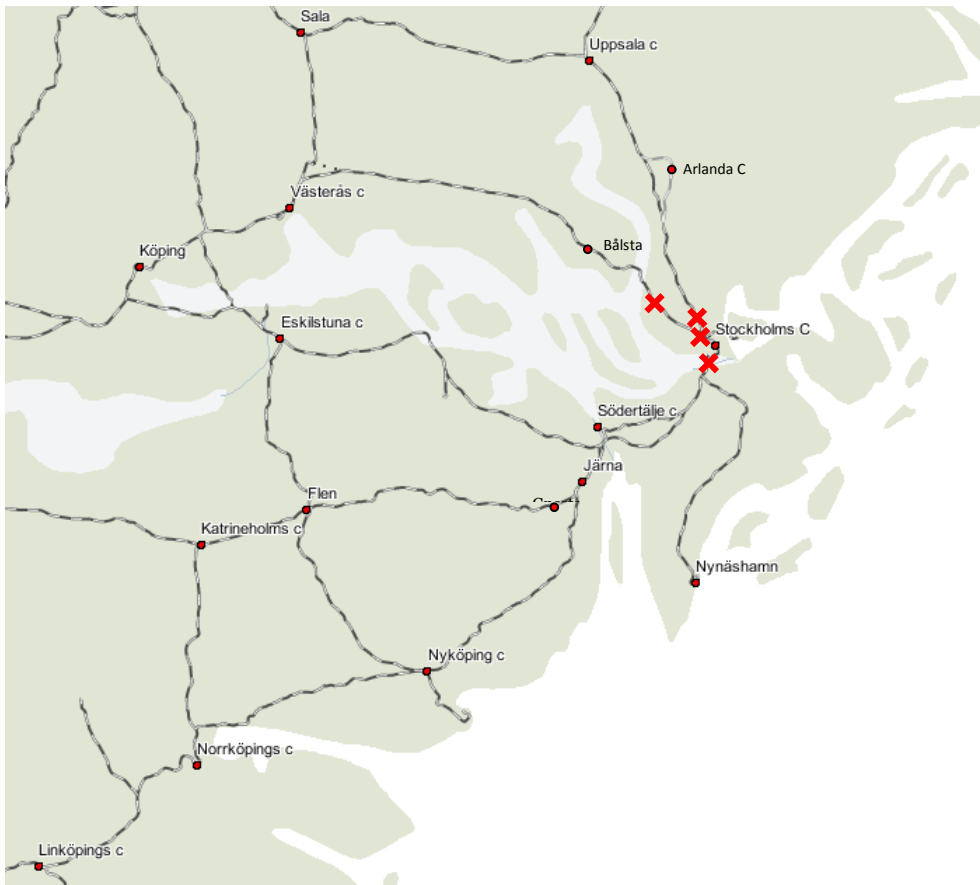 Sala
Uppsala c
Arlanda C
Västerås c
Bålsta
Köping
Eskilstuna c
Stockholms C
Södertälje c
Järna
Flen
Katrineholms c
Nynäshamn
Nyköping c
Norrköpings c
Linköpings c